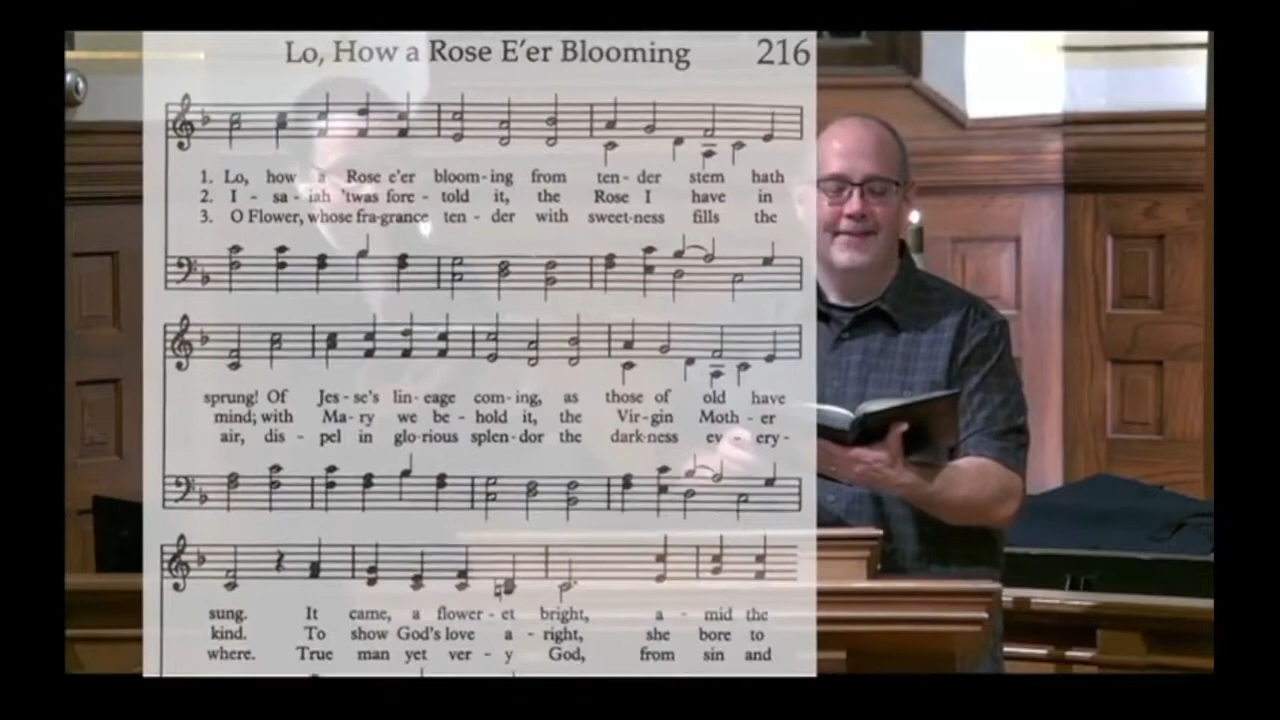 Lo, How a Rose E'er Blooming 216
1. Lo, how a Rose e'er bloom-ing from ten-der stem hath
2. I - sa - iah 'twas fore - told it, the Rose I have in
3. O Flower, whose fra-grance ten - der with sweet-ness fills the
sprung! Of Jes-se's lin-eage com-ing, as those of old have
mind; with Ma-ry we be - hold it, the Vir-gin Moth - er
air, dis - pel in glo-rious splen-dor the dark-ness ev - ery-
sung. It came, a flower - et bright, a - mid the
kind. To show God's love a - right, she bore to
where. True man yet ver - y God, from sin and